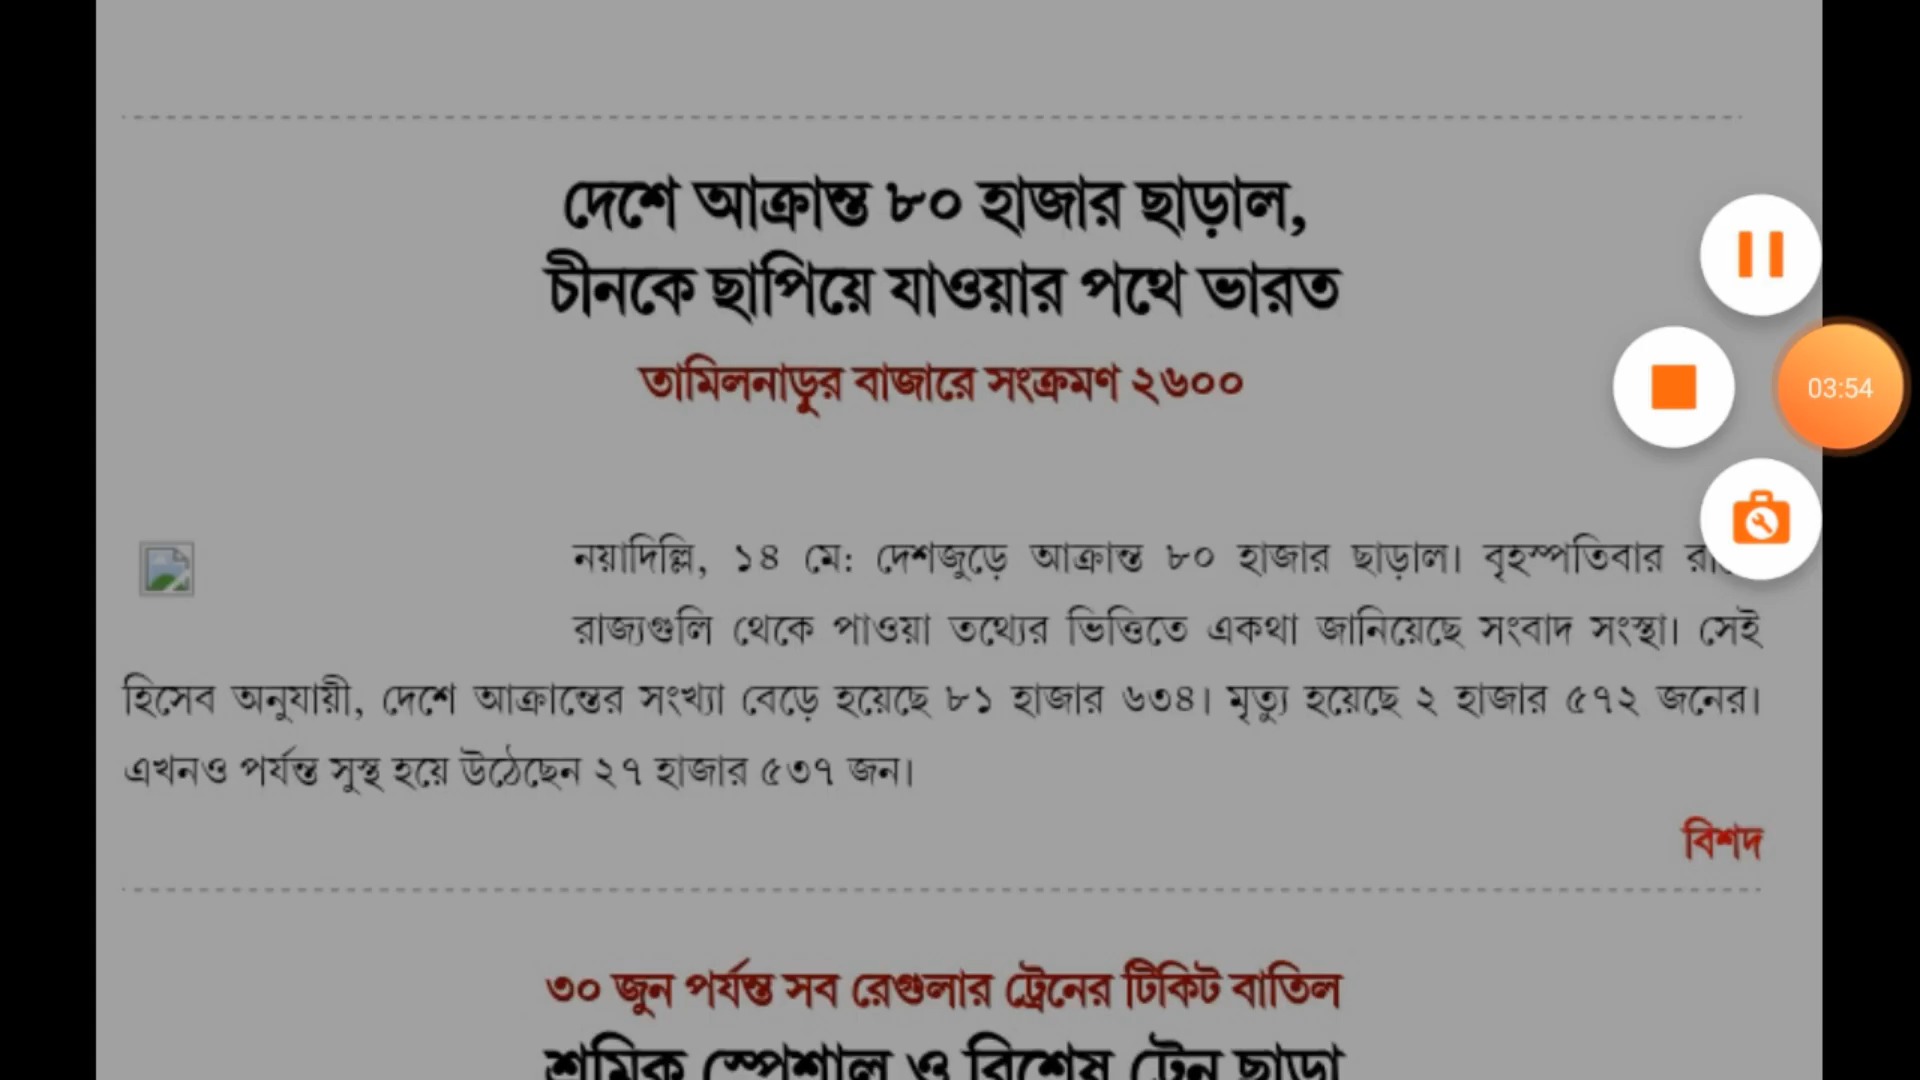 দেশে আক্রান্ত ৮০ হাজার ছাড়াল,
চীনকে ছাপিয়ে যাওয়ার পথে ভারত
তামিলনাড়ুর বাজারে সংক্রমণ ২৬০০
03:54
নয়াদিল্লি, ১৪ মে: দেশজুড়ে আক্রান্ত ৮০ হাজার ছাড়াল। বৃহস্পতিবার
রাজ্যগুলি থেকে পাওয়া তথ্যের ভিত্তিতে একথা জানিয়েছে সংবাদ সংস্থা। সেই
হিসেব অনুযায়ী, দেশে আক্রান্তের সংখ্যা বেড়ে হয়েছে ৮১ হাজার ৬৩৪। মৃত্যু হয়েছে ২ হাজার ৫৭২ জনের।
এখনও পর্যন্ত সুস্থ হয়ে উঠেছেন ২৭ হাজার ৫৩৭ জন।
বিশদ
৩০ জুন পর্যন্ত সব রেগুলার ট্রেনের টিকিট বাতিল
শ্রমিক স্পেশাল ও বিশেষ ট্রেন ছাড়া